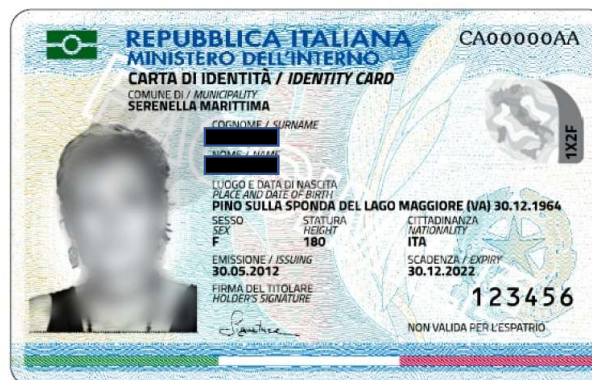 REPUBBLICA ITALIANA
MINISTERO DELL'INTERNO
CA00000AA
CARTA DI IDENTITÀ / IDENTITY CARD
COMUNE DI / MUNICIPALITY
SERENELLA MARITTIMA
COGNOME / SURNAME
NOME / NAME
1X2F
LUOGO E DATA DI NASCITA
PLACE AND DATE OF BIRTH
PINO SULLA SPONDA DEL LAGO MAGGIORE (VA) 30.12.1964
SESSO STATURA CITTADINANZA
SEX HEIGHT NATIONALITY
F 180 ITA
EMISSIONE / ISSUING SCADENZA / EXPIRY
30.05.2012 30.12.2022
FIRMA DEL TITOLARE
HOLDER'S SIGNATURE
123456
NON VALIDA PER L'ESPATRIO